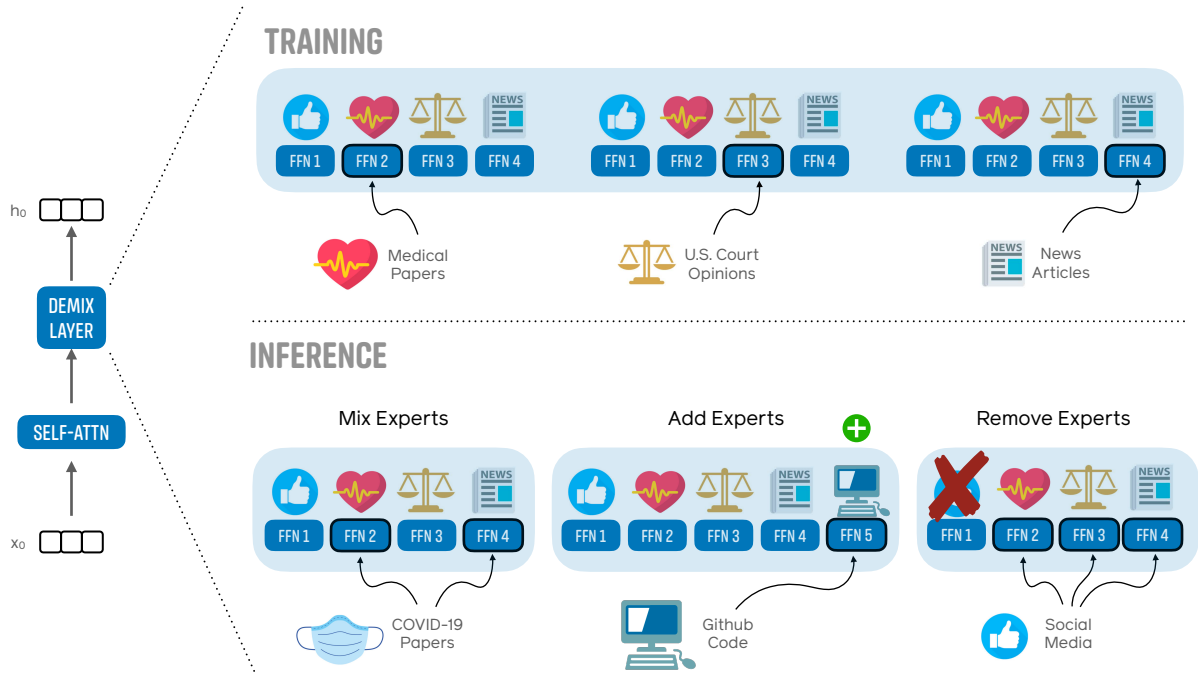 TRAINING
NEWS
NEWS
NEWS
FFN 1
FFN 2
FFN 3
FFN 4
FFN 1
FFN 2
FFN 3
FFN 4
FFN 1
FFN 2
FFN 3
FFN 4
h₀
Medical
Papers
U.S. Court
Opinions
NEWS
News
Articles
DEMIX
LAYER
INFERENCE
SELF-ATTN
x₀
Mix Experts
NEWS
FFN 1
FFN 2
FFN 3
FFN 4
COVID-19
Papers
Add Experts
NEWS
FFN 1
FFN 2
FFN 3
FFN 4
FFN 5
Github
Code
Remove Experts
NEWS
FFN 1
FFN 2
FFN 3
FFN 4
Social
Media